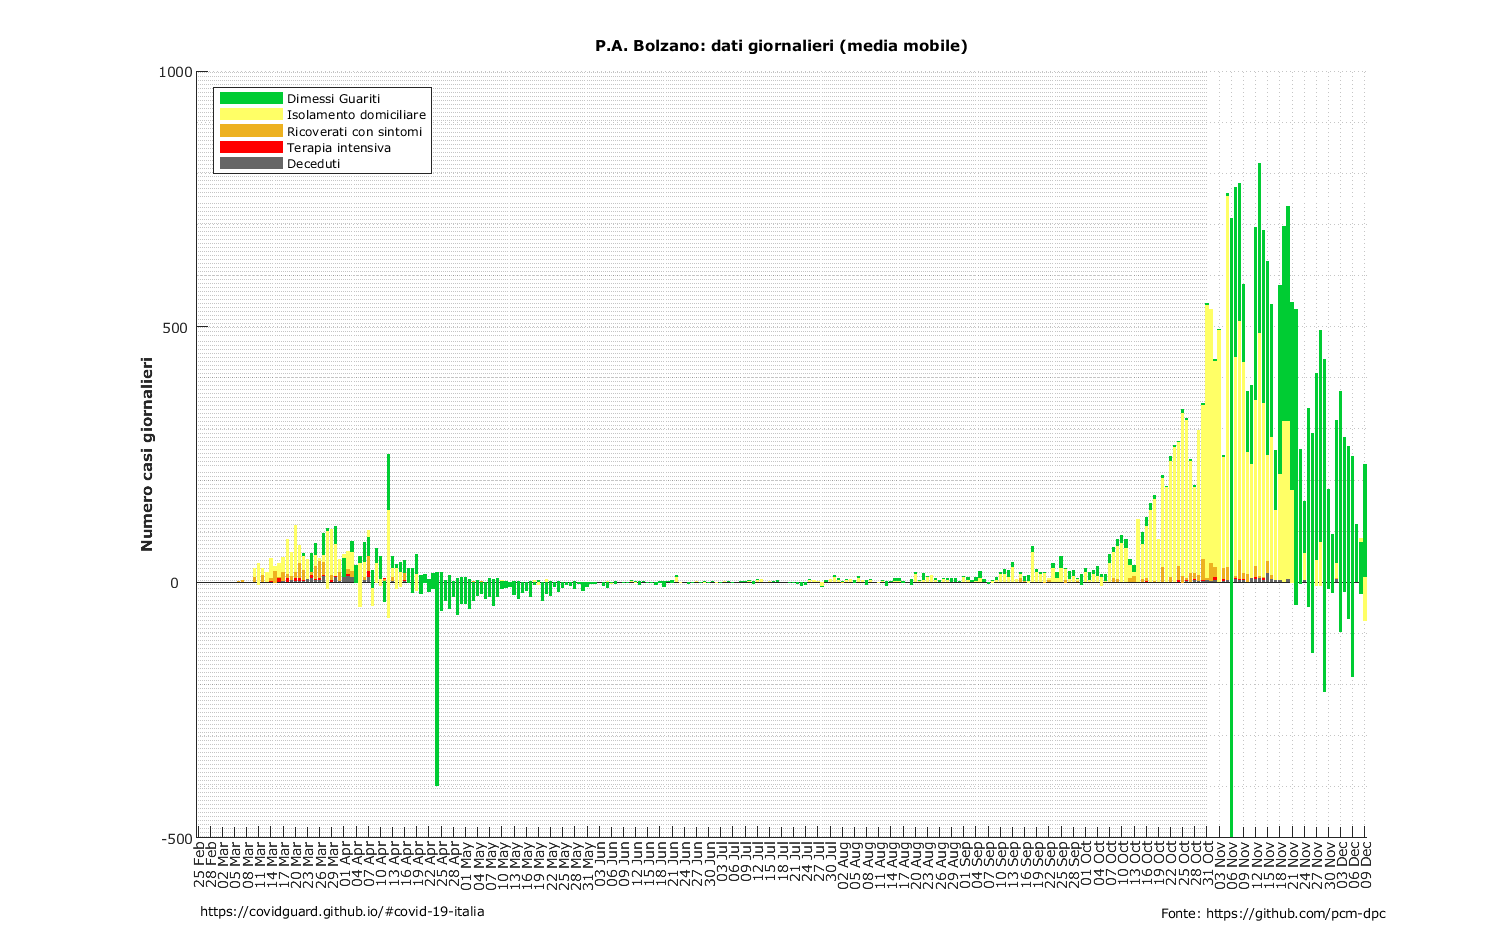 P.A. Bolzano: dati giornalieri (media mobile)
Dimessi Guariti
Isolamento domiciliare
Ricoverati con sintomi
Terapia intensiva
Deceduti
Numero casi giornalieri
1000
500
0
-500
25 Feb
28 Feb
02 Mar
05 Mar
08 Mar
11 Mar
14 Mar
17 Mar
20 Mar
23 Mar
26 Mar
29 Mar
01 Apr
04 Apr
07 Apr
10 Apr
13 Apr
16 Apr
19 Apr
22 Apr
25 Apr
28 Apr
01 May
04 May
07 May
10 May
13 May
16 May
19 May
22 May
25 May
28 May
31 May
03 Jun
06 Jun
09 Jun
12 Jun
15 Jun
18 Jun
21 Jun
24 Jun
27 Jun
30 Jun
03 Jul
06 Jul
09 Jul
12 Jul
15 Jul
18 Jul
21 Jul
24 Jul
27 Jul
30 Jul
02 Aug
05 Aug
08 Aug
11 Aug
14 Aug
17 Aug
20 Aug
23 Aug
26 Aug
29 Aug
01 Sep
04 Sep
07 Sep
10 Sep
13 Sep
16 Sep
19 Sep
22 Sep
25 Sep
28 Sep
01 Oct
04 Oct
07 Oct
10 Oct
13 Oct
16 Oct
19 Oct
22 Oct
25 Oct
28 Oct
31 Oct
03 Nov
06 Nov
09 Nov
12 Nov
15 Nov
18 Nov
21 Nov
24 Nov
27 Nov
30 Nov
03 Dec
06 Dec
09 Dec
https://covidguard.github.io/#covid-19-italia
Fonte: https://github.com/pcm-dpc